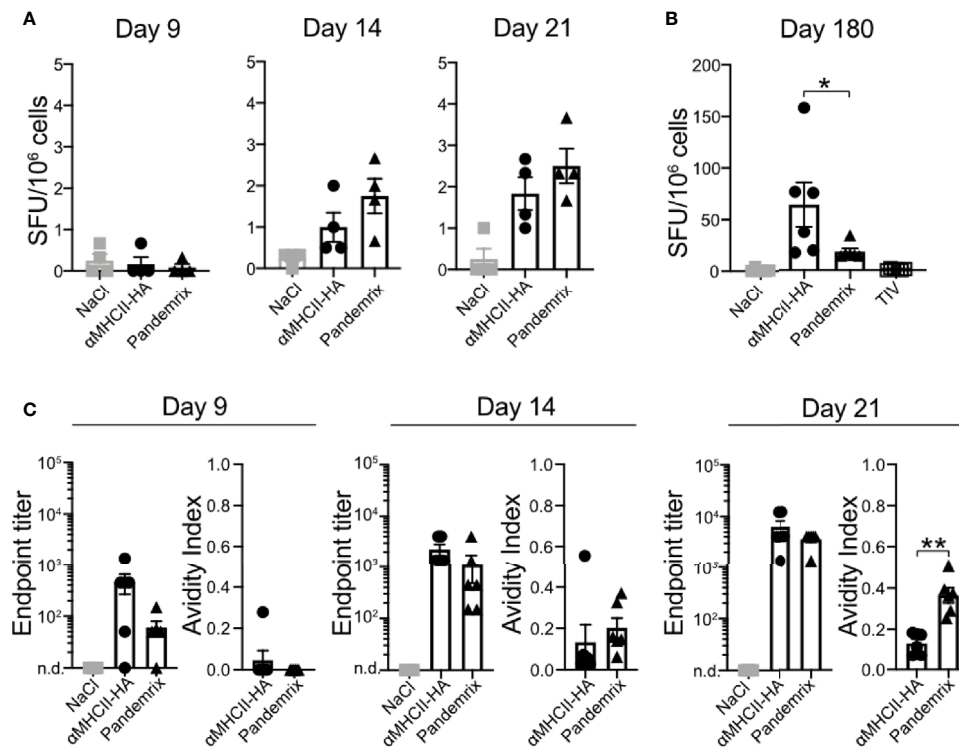 A
Day 9
Day 14
Day 21
B
Day 180
SFU/10⁶ cells
5
4
3
2
1
0
NaCl
αMHCII-HA
Pandemrix
5
4
3
2
1
0
NaCl
αMHCII-HA
Pandemrix
5
4
3
2
1
0
NaCl
αMHCII-HA
Pandemrix
SFU/10⁶ cells
200
150
100
50
0
*
NaCl
αMHCII-HA
Pandemrix
TIV
C
Day 9
Day 14
Day 21
Endpoint titer
10⁵
10⁴
10³
10²
n.d.
NaCl
αMHCII-HA
Pandemrix
Avidity Index
1.0
0.8
0.6
0.4
0.2
0.0
αMHCII-HA
Pandemrix
Endpoint titer
10⁵
10⁴
10³
10²
n.d.
NaCl
αMHCII-HA
Pandemrix
Avidity Index
1.0
0.8
0.6
0.4
0.2
0.0
αMHCII-HA
Pandemrix
Endpoint titer
10⁵
10⁴
10³
10²
n.d.
NaCl
αMHCII-HA
Pandemrix
Avidity Index
1.0
0.8
0.6
0.4
0.2
0.0
**
αMHCII-HA
Pandemrix